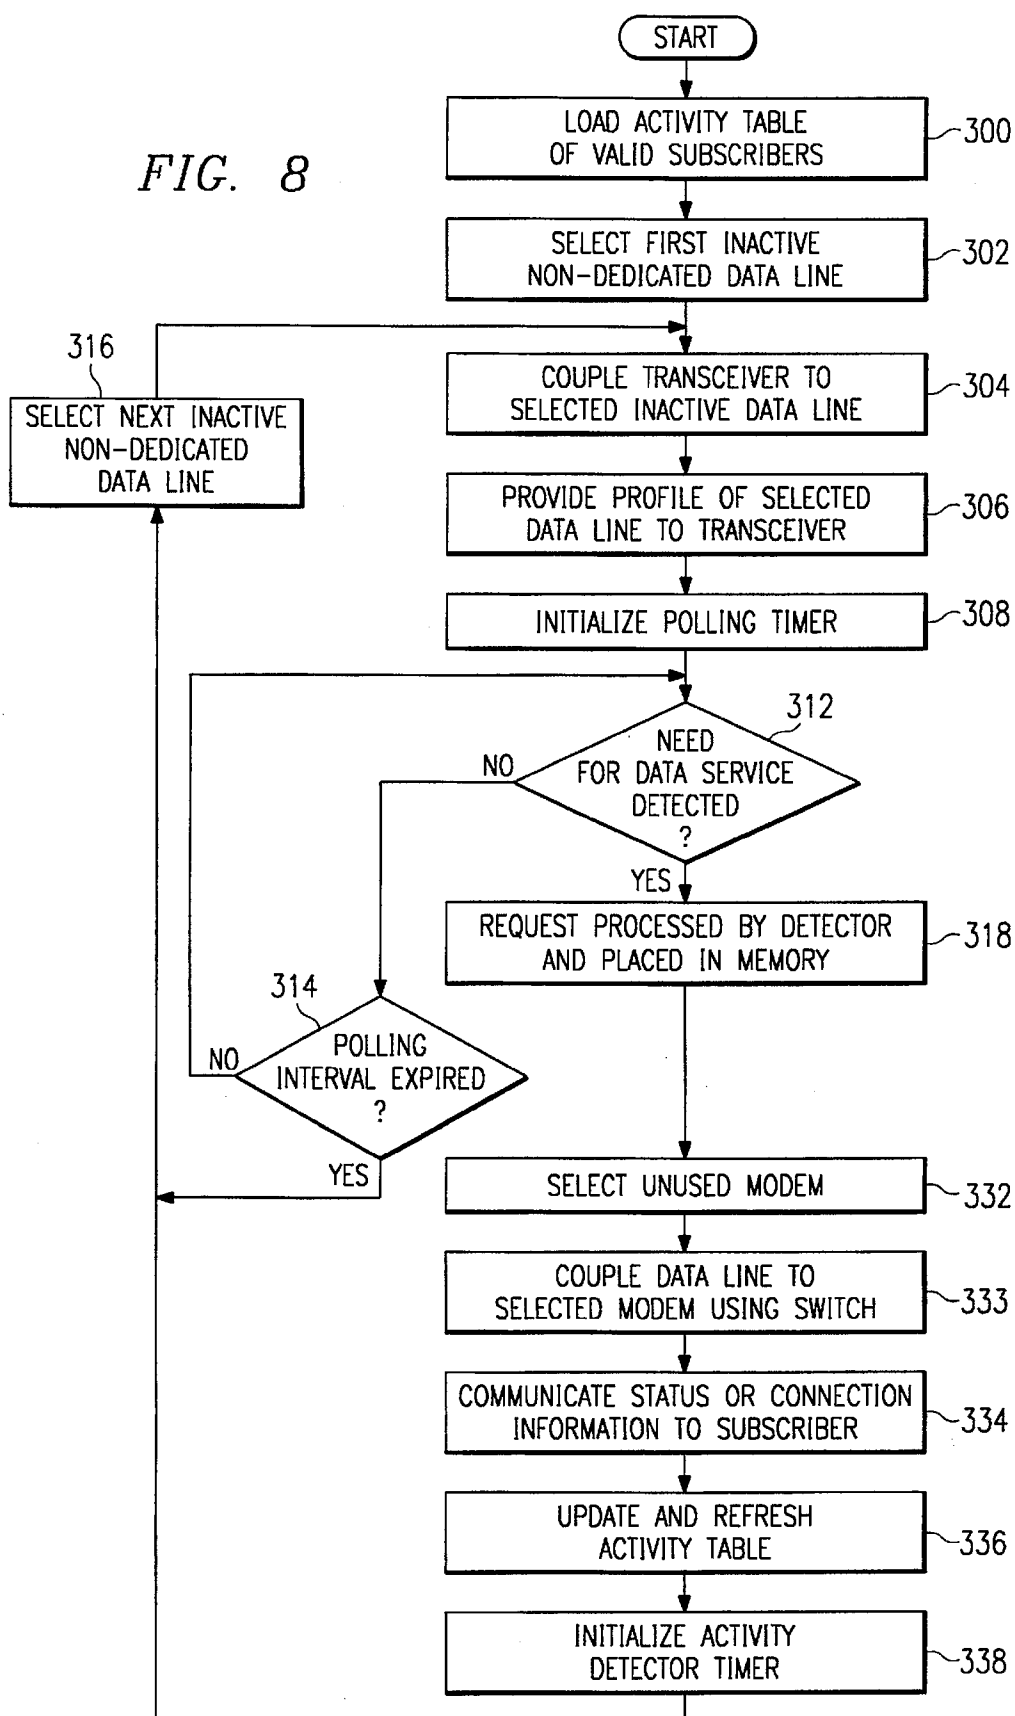 START
LOAD ACTIVITY TABLE
OF VALID SUBSCRIBERS
300
FIG. 8
SELECT FIRST INACTIVE
NON-DEDICATED DATA LINE
302
316
SELECT NEXT INACTIVE
NON-DEDICATED
DATA LINE
COUPLE TRANSCEIVER TO
SELECTED INACTIVE DATA LINE
304
PROVIDE PROFILE OF SELECTED
DATA LINE TO TRANSCEIVER
306
INITIALIZE POLLING TIMER
308
312
NEED
FOR DATA SERVICE
DETECTED
?
NO
YES
REQUEST PROCESSED BY DETECTOR
AND PLACED IN MEMORY
318
314
POLLING
INTERVAL EXPIRED
?
NO
YES
SELECT UNUSED MODEM
332
COUPLE DATA LINE TO
SELECTED MODEM USING SWITCH
333
COMMUNICATE STATUS OR CONNECTION
INFORMATION TO SUBSCRIBER
334
UPDATE AND REFRESH
ACTIVITY TABLE
336
INITIALIZE ACTIVITY
DETECTOR TIMER
338